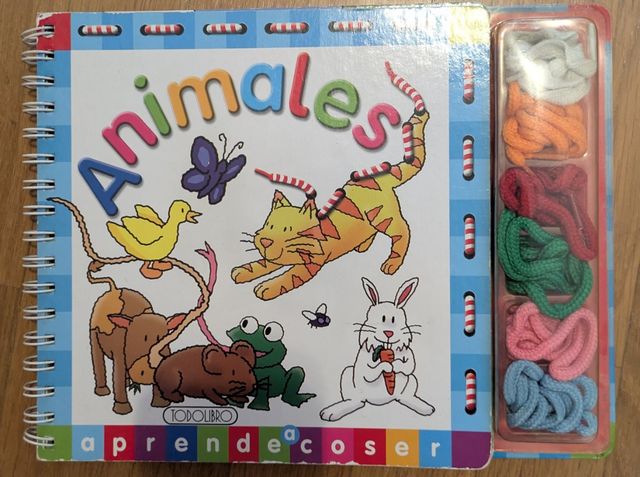 Animales
TODOLIBRO
aprende a coser